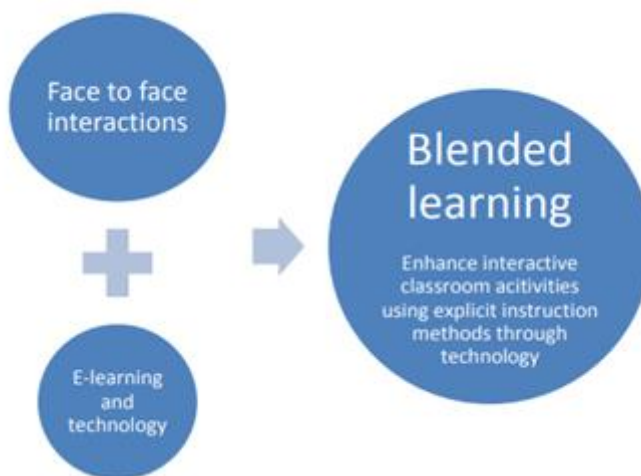 Face to face
interactions
E-learning
and
technology
Blended
learning
Enhance interactive
classroom acitivities
using explicit instruction
methods through
technology